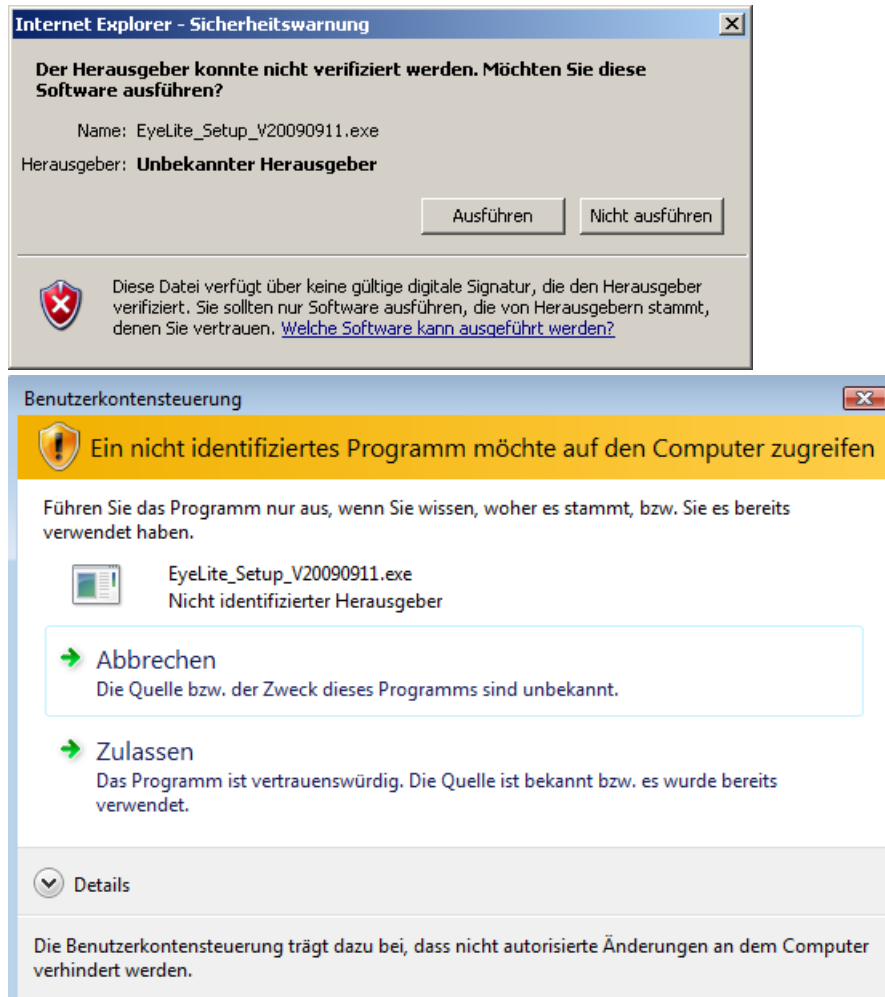 Internet Explorer - Sicherheitswarnung
Der Herausgeber konnte nicht verifiziert werden. Möchten Sie diese
Software ausführen?
Name: EyeLite_Setup_V20090911.exe
Herausgeber: Unbekannter Herausgeber
Ausführen Nicht ausführen
Diese Datei verfügt über keine gültige digitale Signatur, die den Herausgeber
verifiziert. Sie sollten nur Software ausführen, die von Herausgebern stammt,
denen Sie vertrauen. Welche Software kann ausgeführt werden?
Benutzerkontensteuerung
Ein nicht identifiziertes Programm möchte auf den Computer zugreifen
Führen Sie das Programm nur aus, wenn Sie wissen, woher es stammt, bzw. Sie es bereits
verwendet haben.
EyeLite_Setup_V20090911.exe
Nicht identifizierter Herausgeber
Abbrechen
Die Quelle bzw. der Zweck dieses Programms sind unbekannt.
Zulassen
Das Programm ist vertrauenswürdig. Die Quelle ist bekannt bzw. es wurde bereits
verwendet.
Details
Die Benutzerkontensteuerung trägt dazu bei, dass nicht autorisierte Änderungen an dem Computer
verhindert werden.